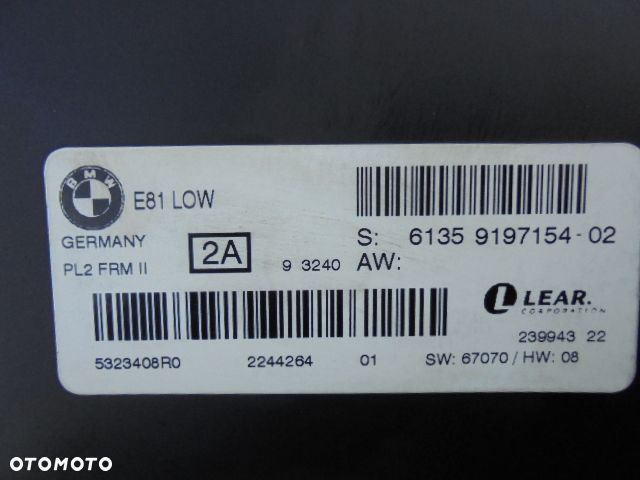 BMW
E81 LOW
GERMANY
PL2 FRM II
2A
9 3240
S: 6135 9197154-02
AW:
LEAR.
CORPORATION
239943 22
5323408R0 2244264 01 SW: 67070 / HW: 08
OTOMOTO